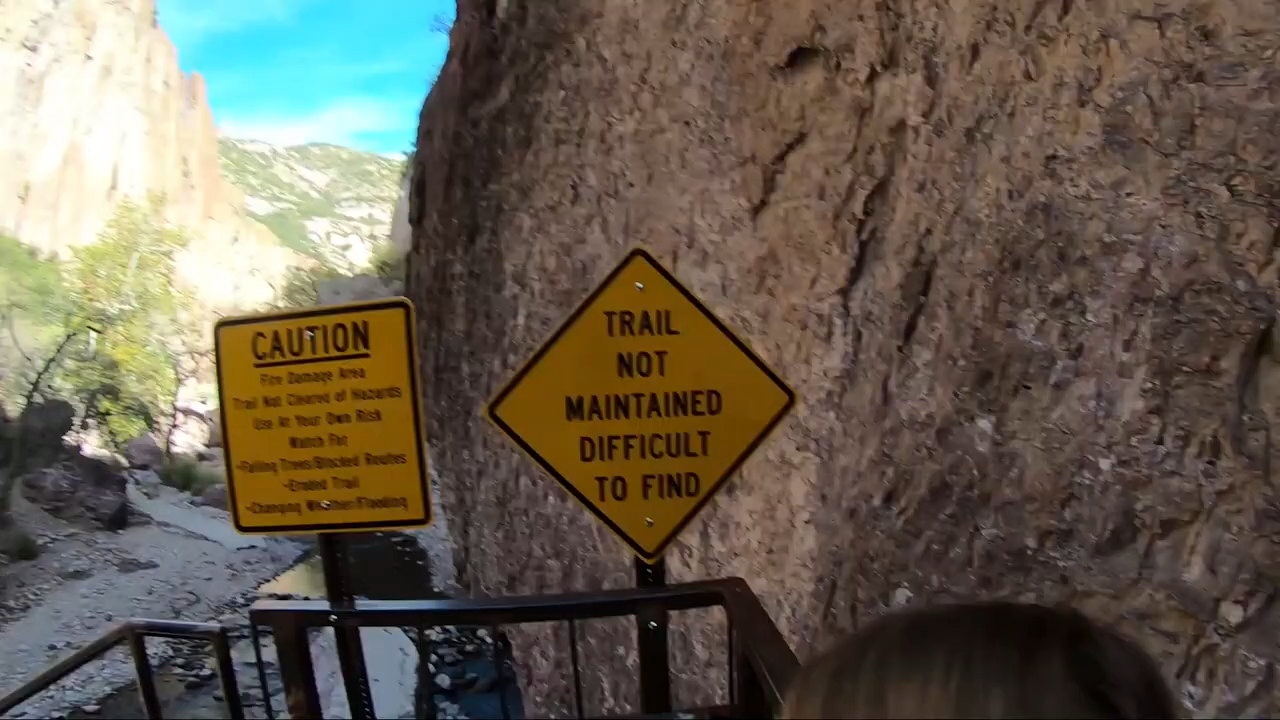 CAUTION
Fire Damage Area
Trail Not Cleared of Hazards
Use At Your Own Risk
Watch For
-Falling Trees/Blocked Routes
-Eroded Trail
-Changing Weather/Flooding
TRAIL
NOT
MAINTAINED
DIFFICULT
TO FIND